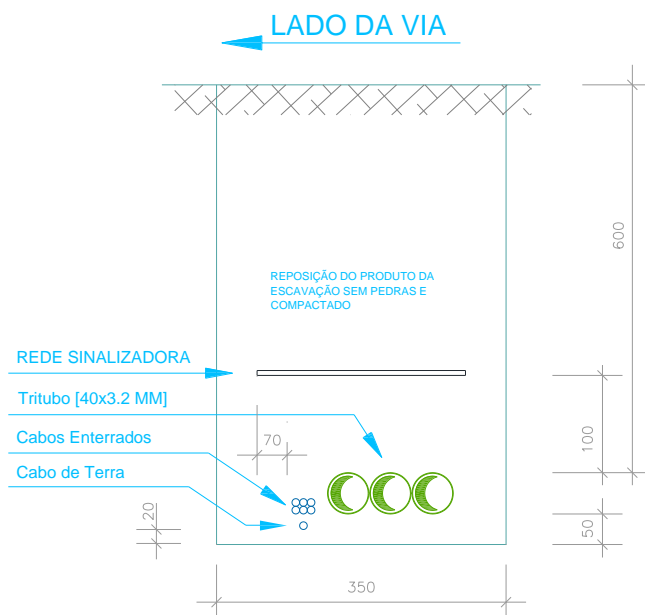 LADO DA VIA
600
REPOSIÇÃO DO PRODUTO DA
ESCAVAÇÃO SEM PEDRAS E
COMPACTADO
REDE SINALIZADORA
Tritubo [40x3.2 MM]
Cabos Enterrados
70
100
Cabo de Terra
20
50
350